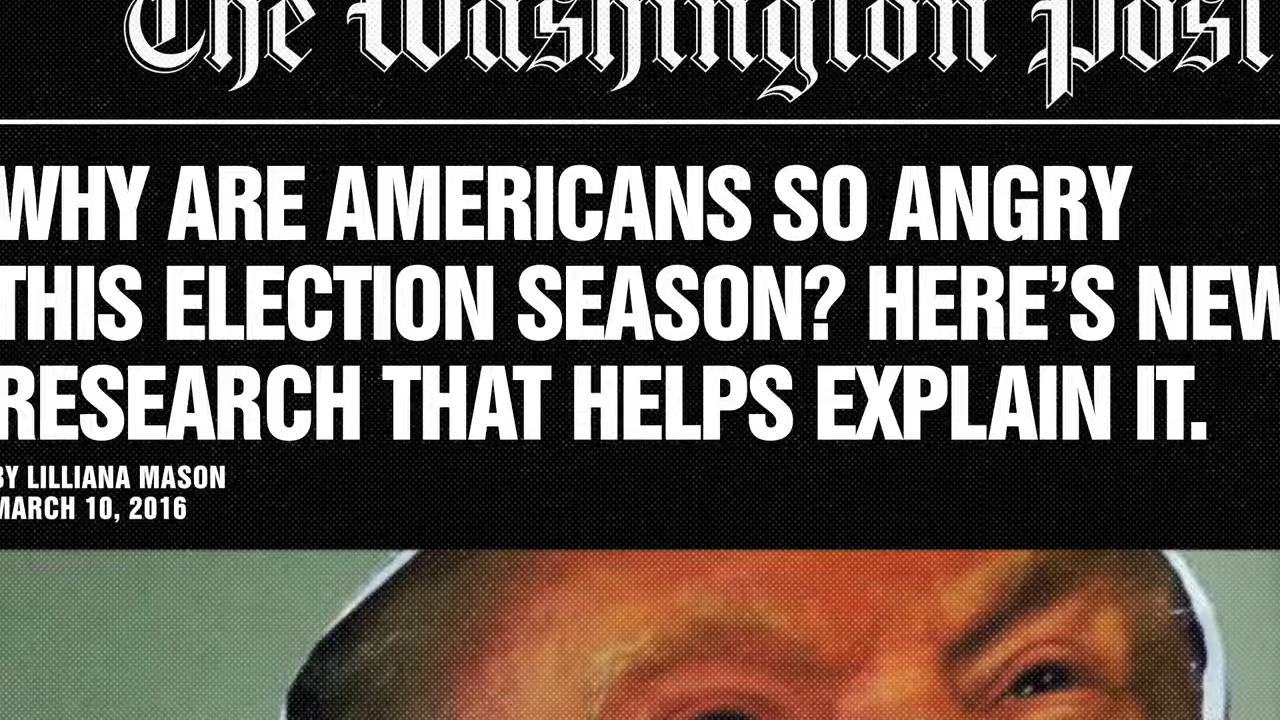 The Washington Post
WHY ARE AMERICANS SO ANGRY
THIS ELECTION SEASON? HERE’S NEW
RESEARCH THAT HELPS EXPLAIN IT.
BY LILLIANA MASON
MARCH 10, 2016